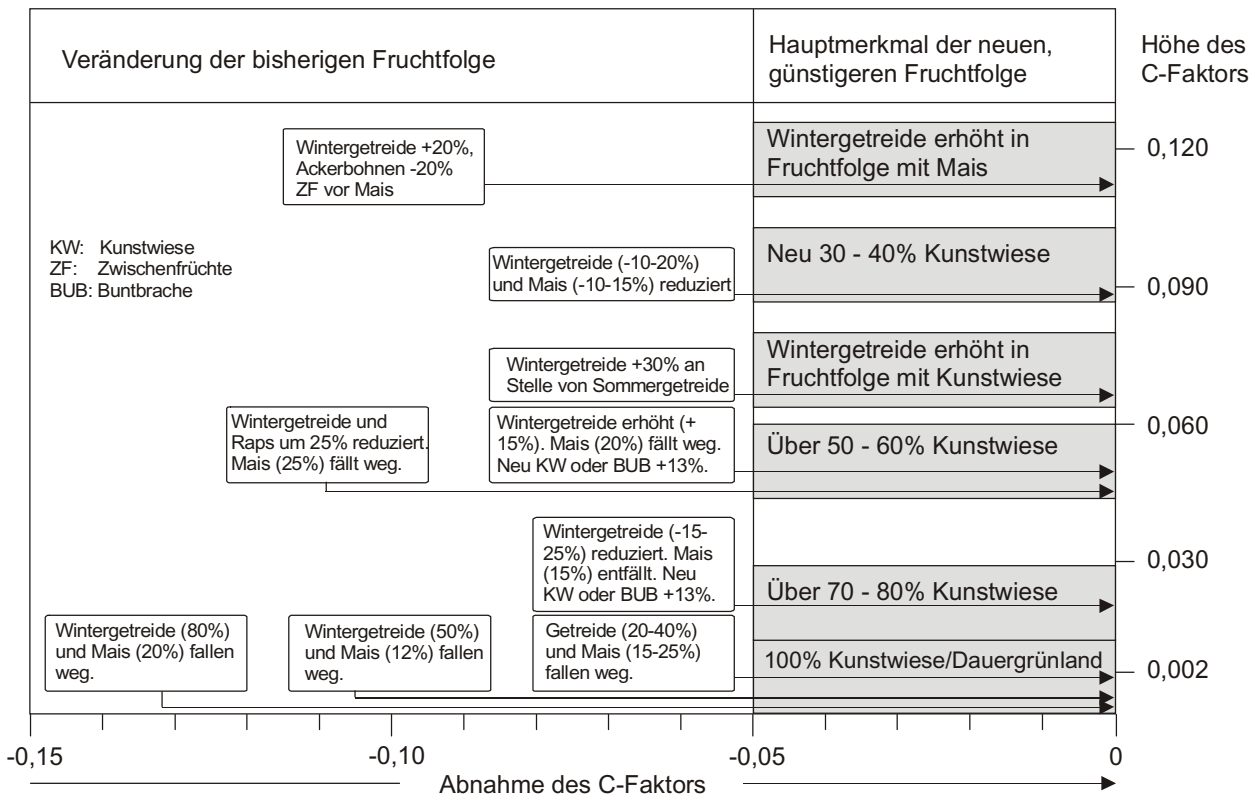 Veränderung der bisherigen Fruchtfolge
Hauptmerkmal der neuen,
günstigeren Fruchtfolge
Höhe des
C-Faktors
Wintergetreide +20%,
Ackerbohnen -20%
ZF vor Mais
Wintergetreide erhöht in
Fruchtfolge mit Mais
0,120
KW: Kunstwiese
ZF: Zwischenfrüchte
BUB: Buntbrache
Wintergetreide (-10-20%)
und Mais (-10-15%) reduziert
Neu 30 - 40% Kunstwiese
0,090
Wintergetreide +30% an
Stelle von Sommergetreide
Wintergetreide erhöht in
Fruchtfolge mit Kunstwiese
Wintergetreide und
Raps um 25% reduziert.
Mais (25%) fällt weg.
Wintergetreide erhöht (+
15%). Mais (20%) fällt weg.
Neu KW oder BUB +13%.
Über 50 - 60% Kunstwiese
0,060
Wintergetreide (-15-
25%) reduziert. Mais
(15%) entfällt. Neu
KW oder BUB +13%.
Über 70 - 80% Kunstwiese
0,030
Wintergetreide (80%)
und Mais (20%) fallen
weg.
Wintergetreide (50%)
und Mais (12%) fallen
weg.
Getreide (20-40%)
und Mais (15-25%)
fallen weg.
100% Kunstwiese/Dauergrünland
0,002
-0,15
-0,10
-0,05
0
Abnahme des C-Faktors